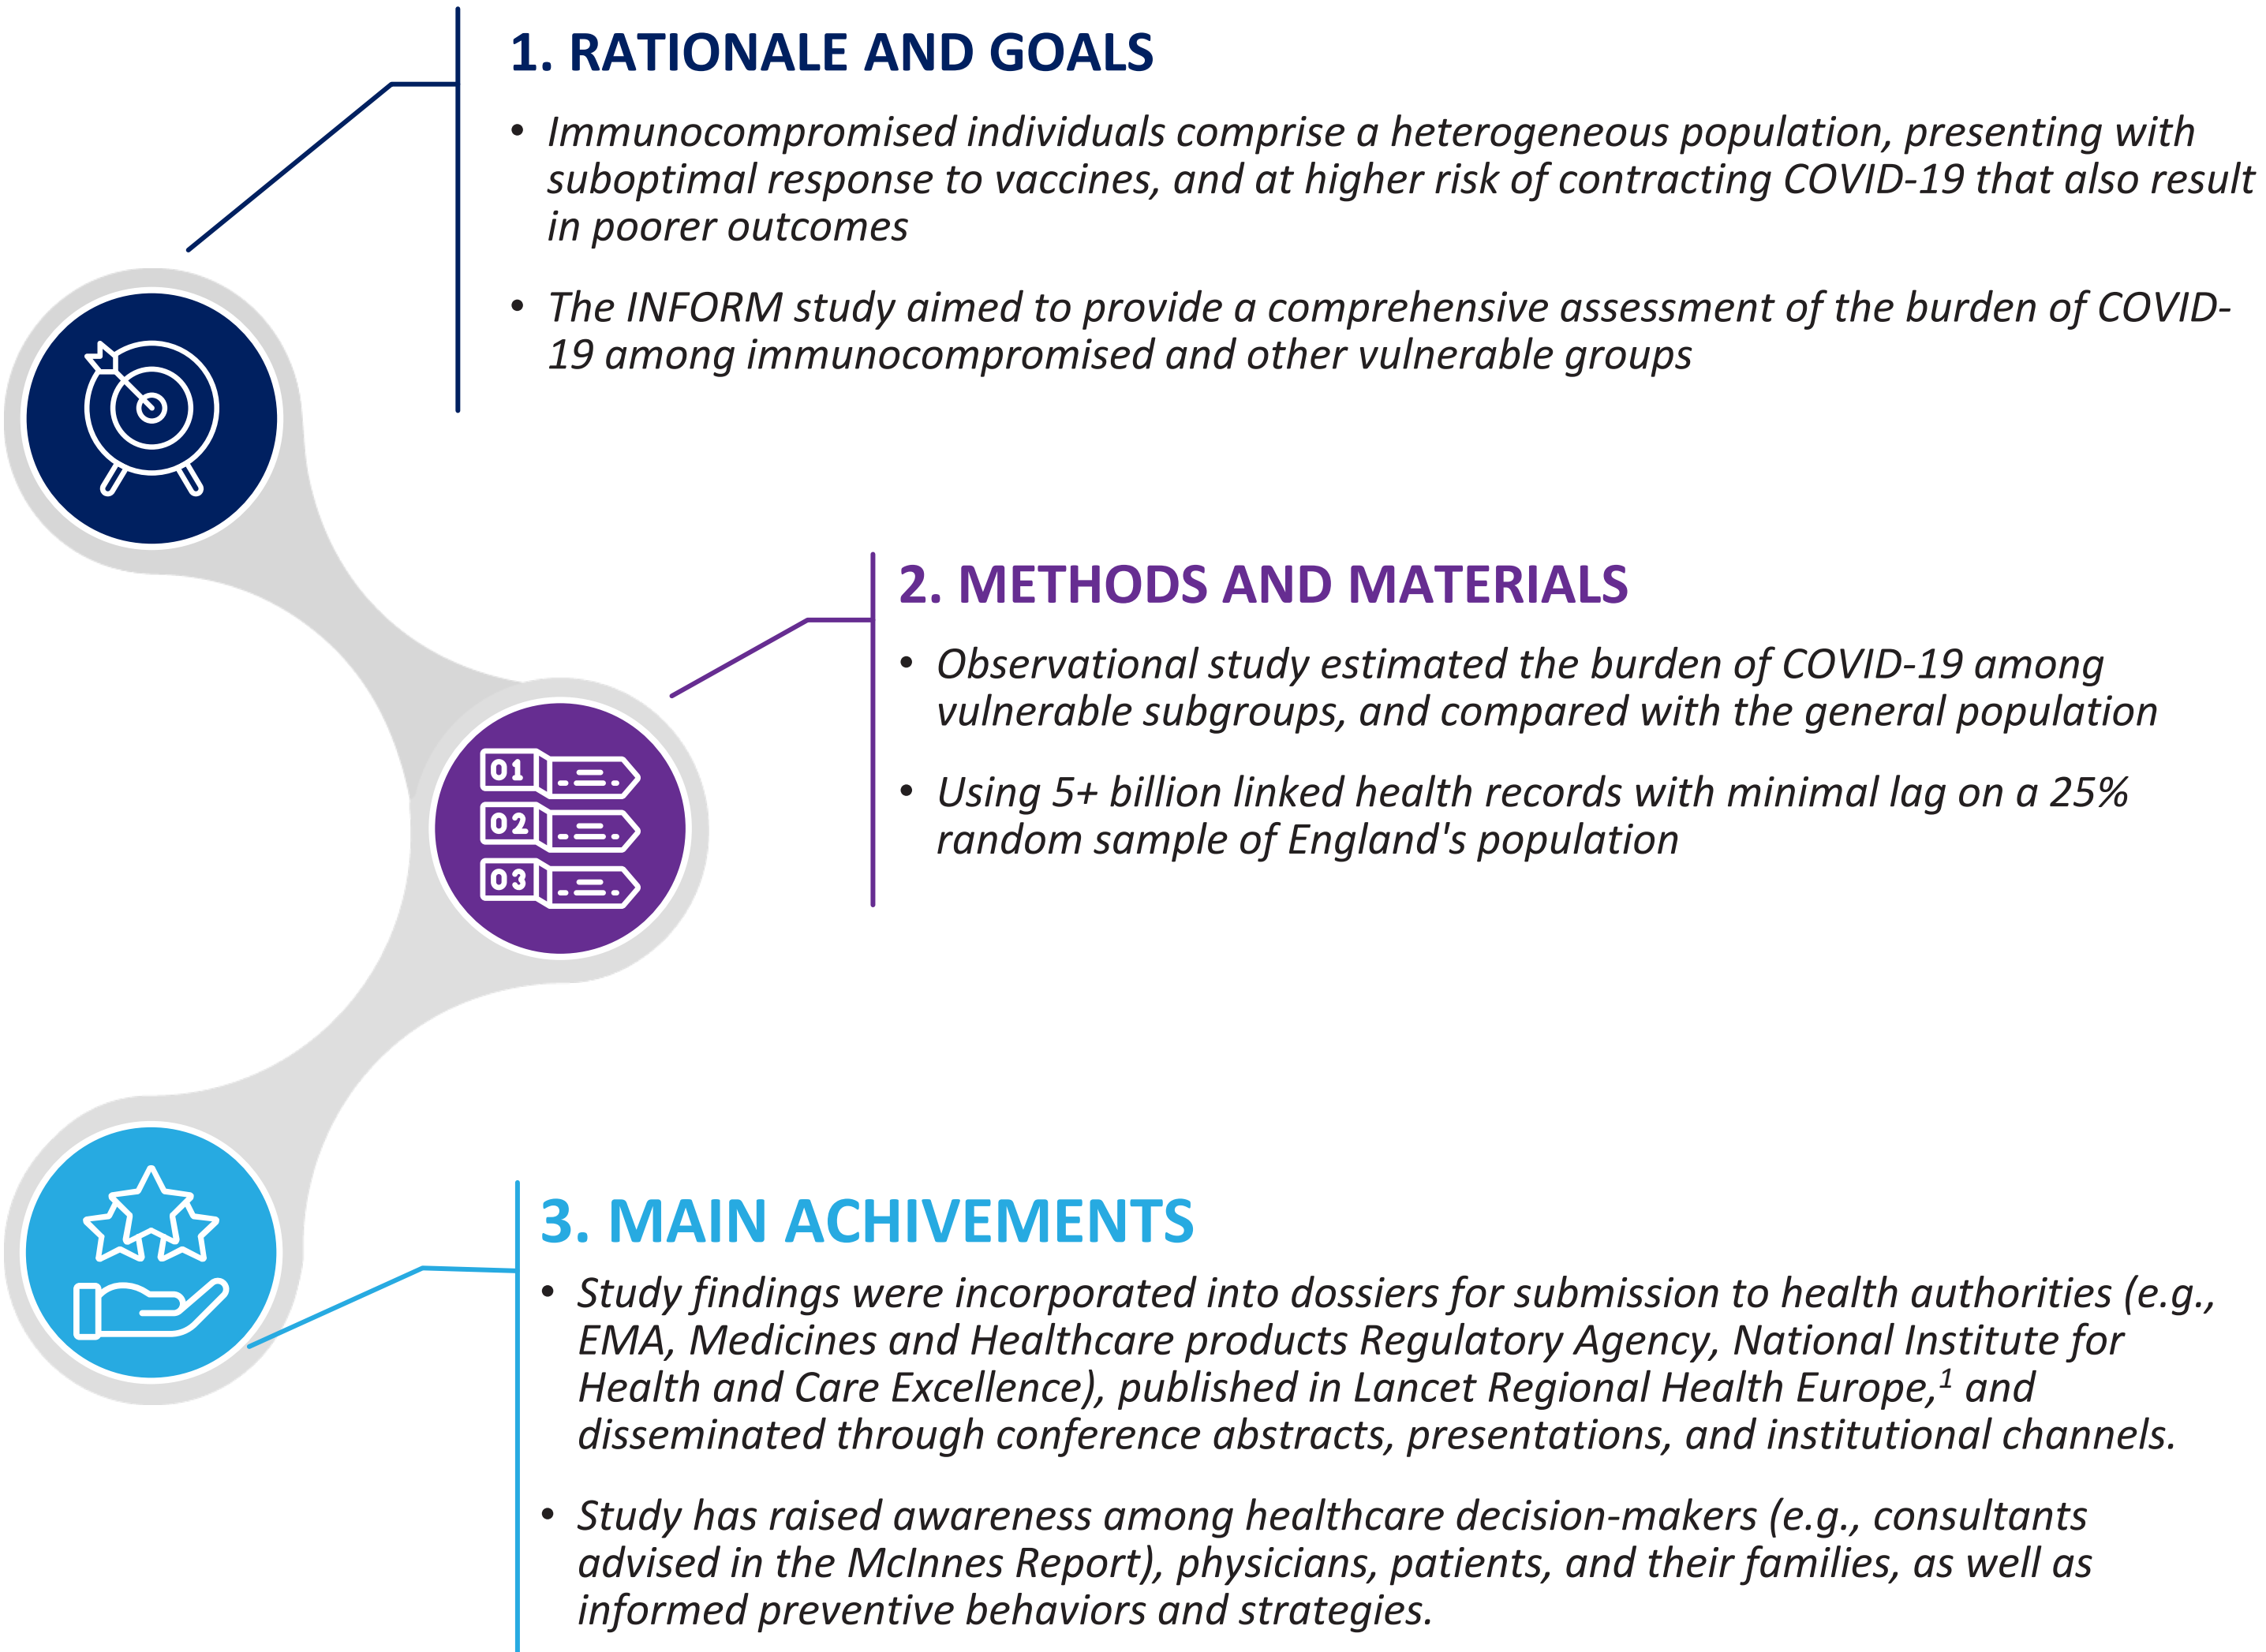 1. RATIONALE AND GOALS
• Immunocompromised individuals comprise a heterogeneous population, presenting with
suboptimal response to vaccines, and at higher risk of contracting COVID-19 that also result
in poorer outcomes
• The INFORM study aimed to provide a comprehensive assessment of the burden of COVID-
19 among immunocompromised and other vulnerable groups
2. METHODS AND MATERIALS
• Observational study estimated the burden of COVID-19 among
vulnerable subgroups, and compared with the general population
• Using 5+ billion linked health records with minimal lag on a 25%
random sample of England's population
01
02
03
3. MAIN ACHIVEMENTS
• Study findings were incorporated into dossiers for submission to health authorities (e.g.,
EMA, Medicines and Healthcare products Regulatory Agency, National Institute for
Health and Care Excellence), published in Lancet Regional Health Europe,¹ and
disseminated through conference abstracts, presentations, and institutional channels.
• Study has raised awareness among healthcare decision-makers (e.g., consultants
advised in the McInnes Report), physicians, patients, and their families, as well as
informed preventive behaviors and strategies.